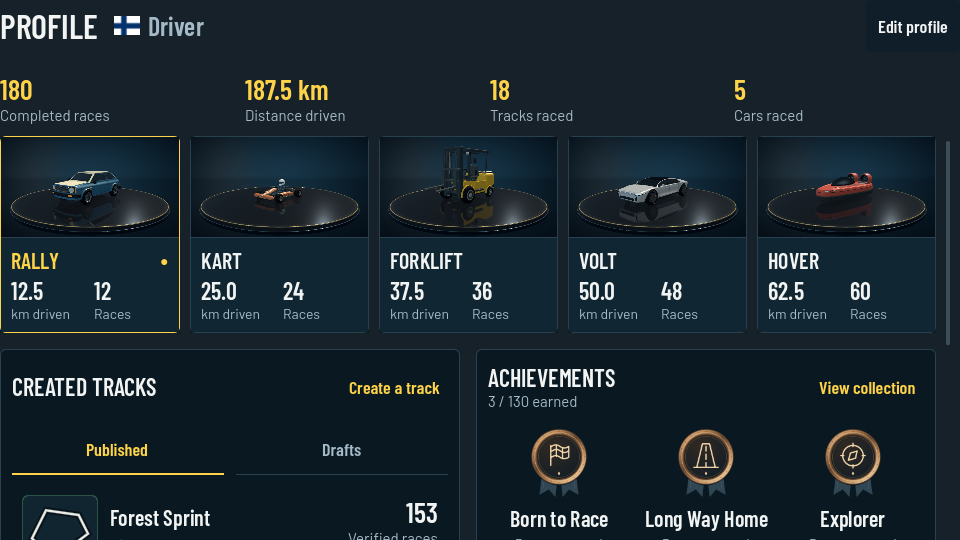 PROFILE Driver Edit profile
180 187.5 km 18 5
Completed races Distance driven Tracks raced Cars raced
RALLY KART FORKLIFT VOLT HOVER
12.5 12 25.0 24 37.5 36 50.0 48 62.5 60
km driven Races km driven Races km driven Races km driven Races km driven Races
CREATED TRACKS Create a track
Published Drafts
Forest Sprint 153
Verified races
ACHIEVEMENTS View collection
3 / 130 earned
Born to Race Long Way Home Explorer